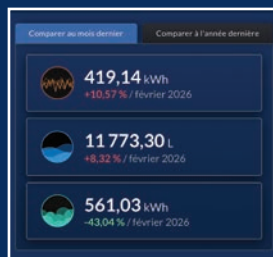 Comparer au mois dernier
Comparer à l'année dernière
419,14 kWh
+10,57 % / février 2026
11 773,30 L
+8,32 % / février 2026
561,03 kWh
-43,04 % / février 2026